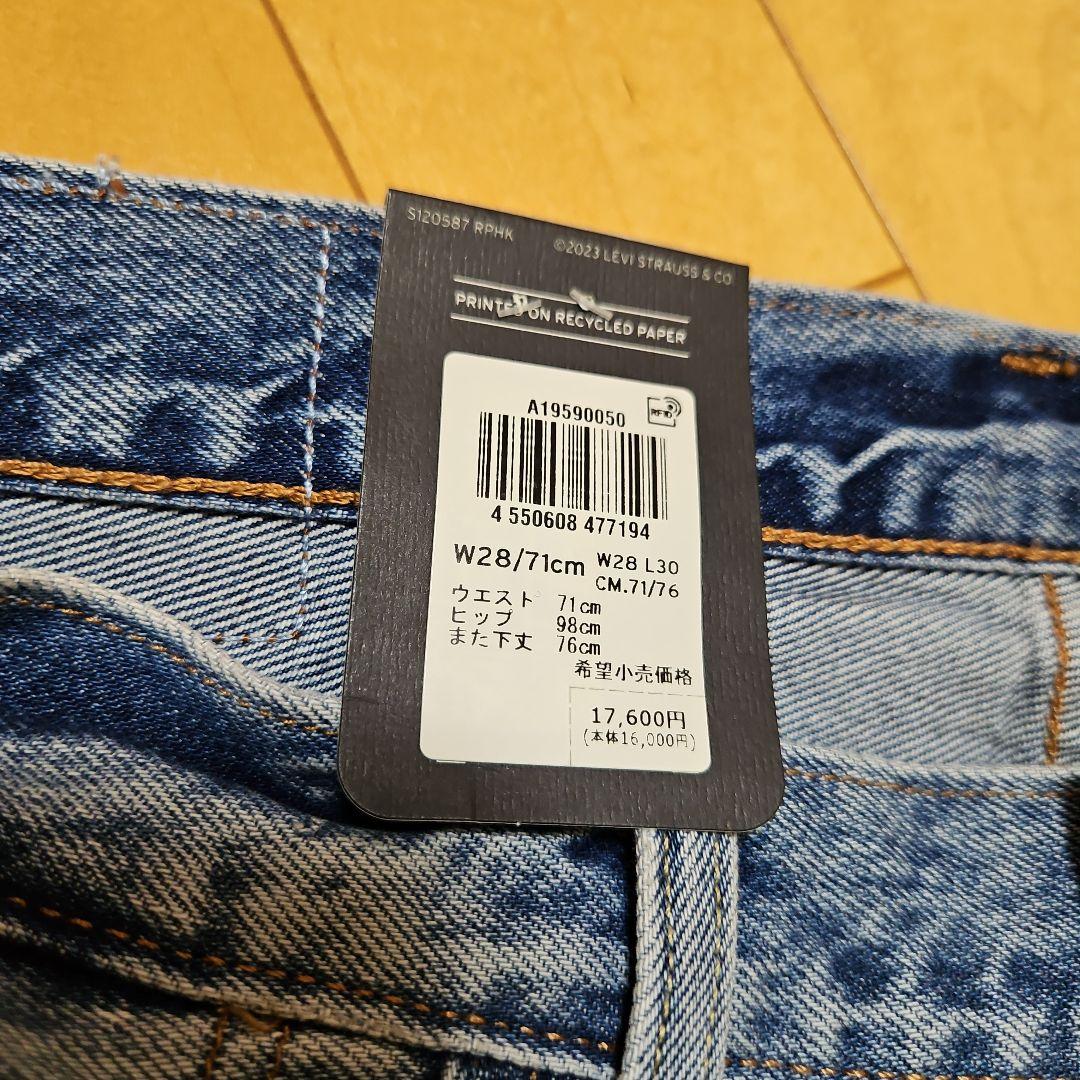 S120587 RPHK ©2023 LEVI STRAUSS & CO
PRINTED ON RECYCLED PAPER
A19590050
RFID
4 550608 477194
W28/71cm W28 L30
CM.71/76
ウエスト 71cm
ヒップ 98cm
また下丈 76cm
希望小売価格
17,600円
(本体16,000円)